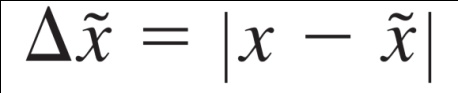 Δx̃ = |x − x̃|